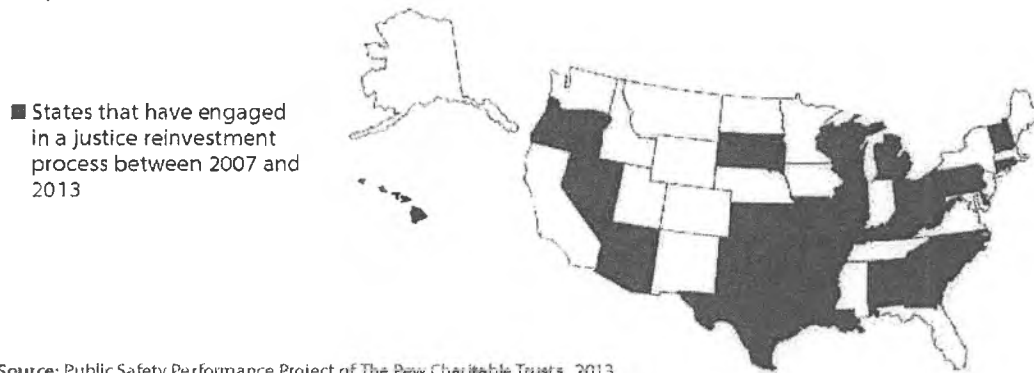 ■ States that have engaged
in a justice reinvestment
process between 2007 and
2013
Source: Public Safety Performance Project of The Pew Charitable Trusts, 2013